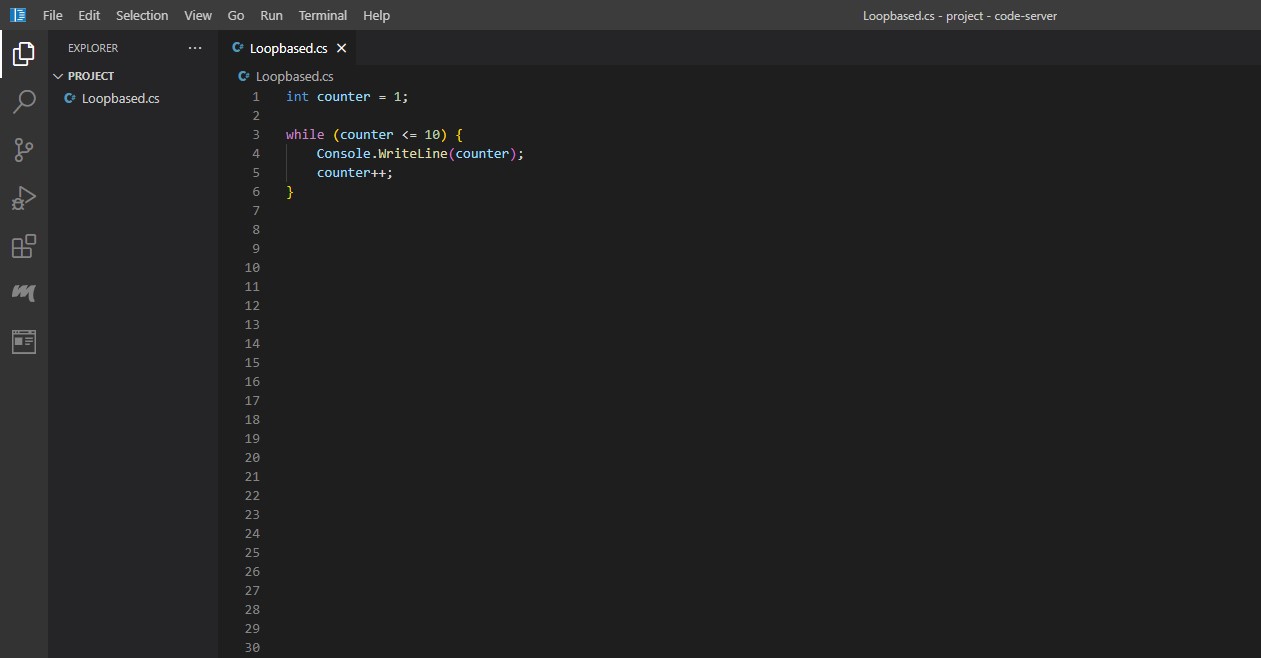 File Edit Selection View Go Run Terminal Help Loopbased.cs - project - code-server
EXPLORER ···
PROJECT
C# Loopbased.cs
C# Loopbased.cs ×
C# Loopbased.cs
1 int counter = 1;
2
3 while (counter <= 10) {
4     Console.WriteLine(counter);
5     counter++;
6 }
7
8
9
10
11
12
13
14
15
16
17
18
19
20
21
22
23
24
25
26
27
28
29
30